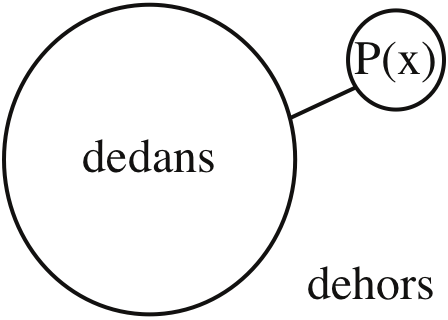 P(x)
dedans
dehors